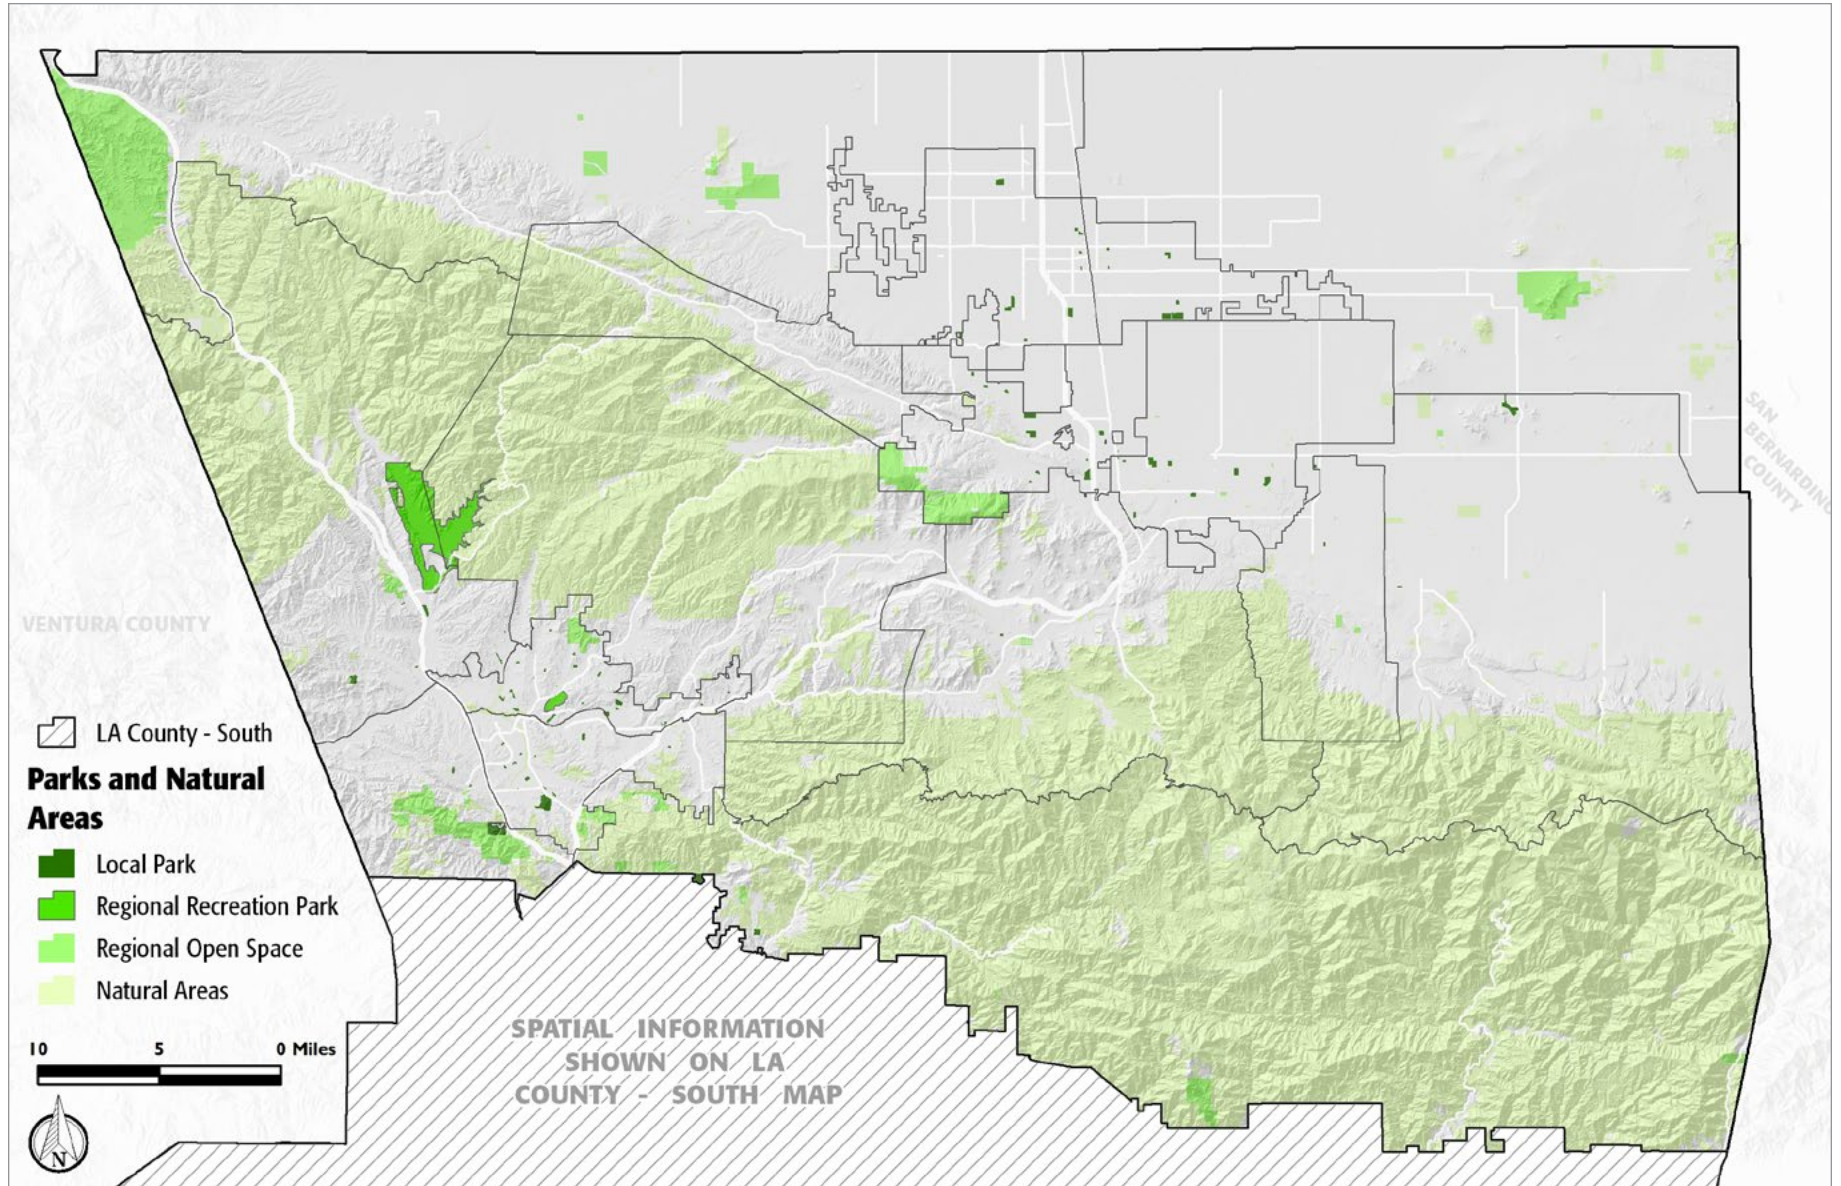 SAN
BERNARDINO
COUNTY
VENTURA COUNTY
LA County - South
Parks and Natural
Areas
Local Park
Regional Recreation Park
Regional Open Space
Natural Areas
10 5 0 Miles
N
SPATIAL INFORMATION
SHOWN ON LA
COUNTY - SOUTH MAP